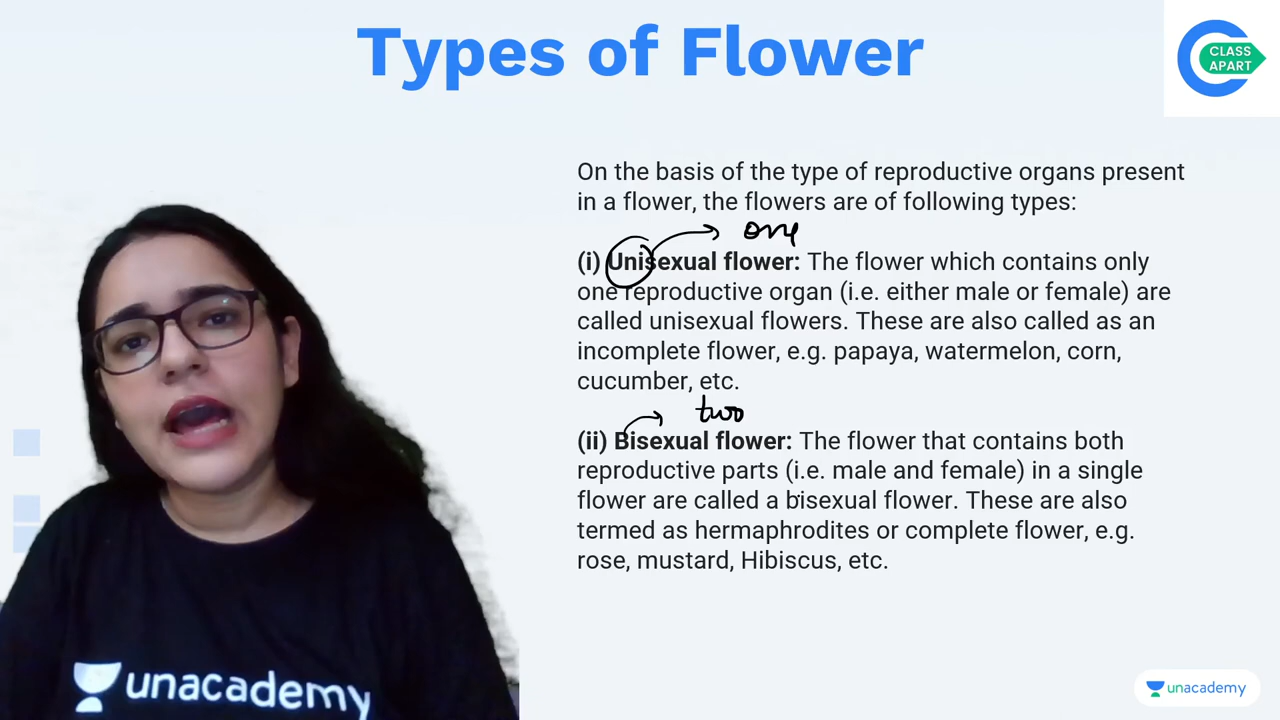 Types of Flower
CLASS
APART
On the basis of the type of reproductive organs present
in a flower, the flowers are of following types:
one
(i) Unisexual flower: The flower which contains only
one reproductive organ (i.e. either male or female) are
called unisexual flowers. These are also called as an
incomplete flower, e.g. papaya, watermelon, corn,
cucumber, etc.
two
(ii) Bisexual flower: The flower that contains both
reproductive parts (i.e. male and female) in a single
flower are called a bisexual flower. These are also
termed as hermaphrodites or complete flower, e.g.
rose, mustard, Hibiscus, etc.
unacademy
unacademy